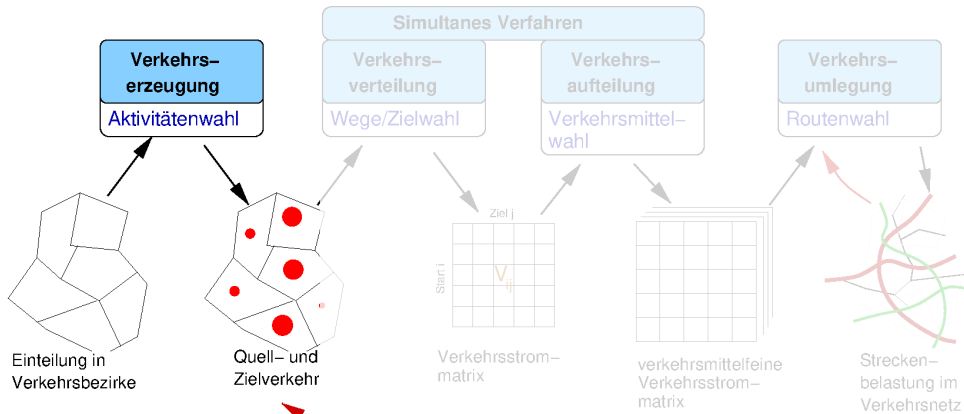 Simultanes Verfahren
Verkehrs–
erzeugung
Aktivitätenwahl
Verkehrs–
verteilung
Wege/Zielwahl
Verkehrs–
aufteilung
Verkehrsmittel–
wahl
Verkehrs–
umlegung
Routenwahl
Einteilung in
Verkehrsbezirke
Quell– und
Zielverkehr
Ziel j
Start i
Vij
Verkehrsstrom–
matrix
verkehrsmittelfeine
Verkehrsstrom–
matrix
Strecken–
belastung im
Verkehrsnetz